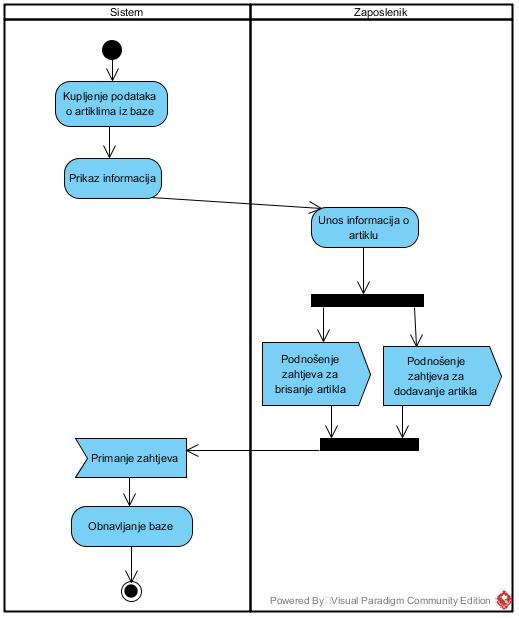 Sistem
Zaposlenik
Kupljenje podataka
o artiklima iz baze
Prikaz informacija
Unos informacija o
artiklu
Podnošenje
zahtjeva za
brisanje artikla
Podnošenje
zahtjeva za
dodavanje artikla
Primanje zahtjeva
Obnavljanje baze
Powered By Visual Paradigm Community Edition